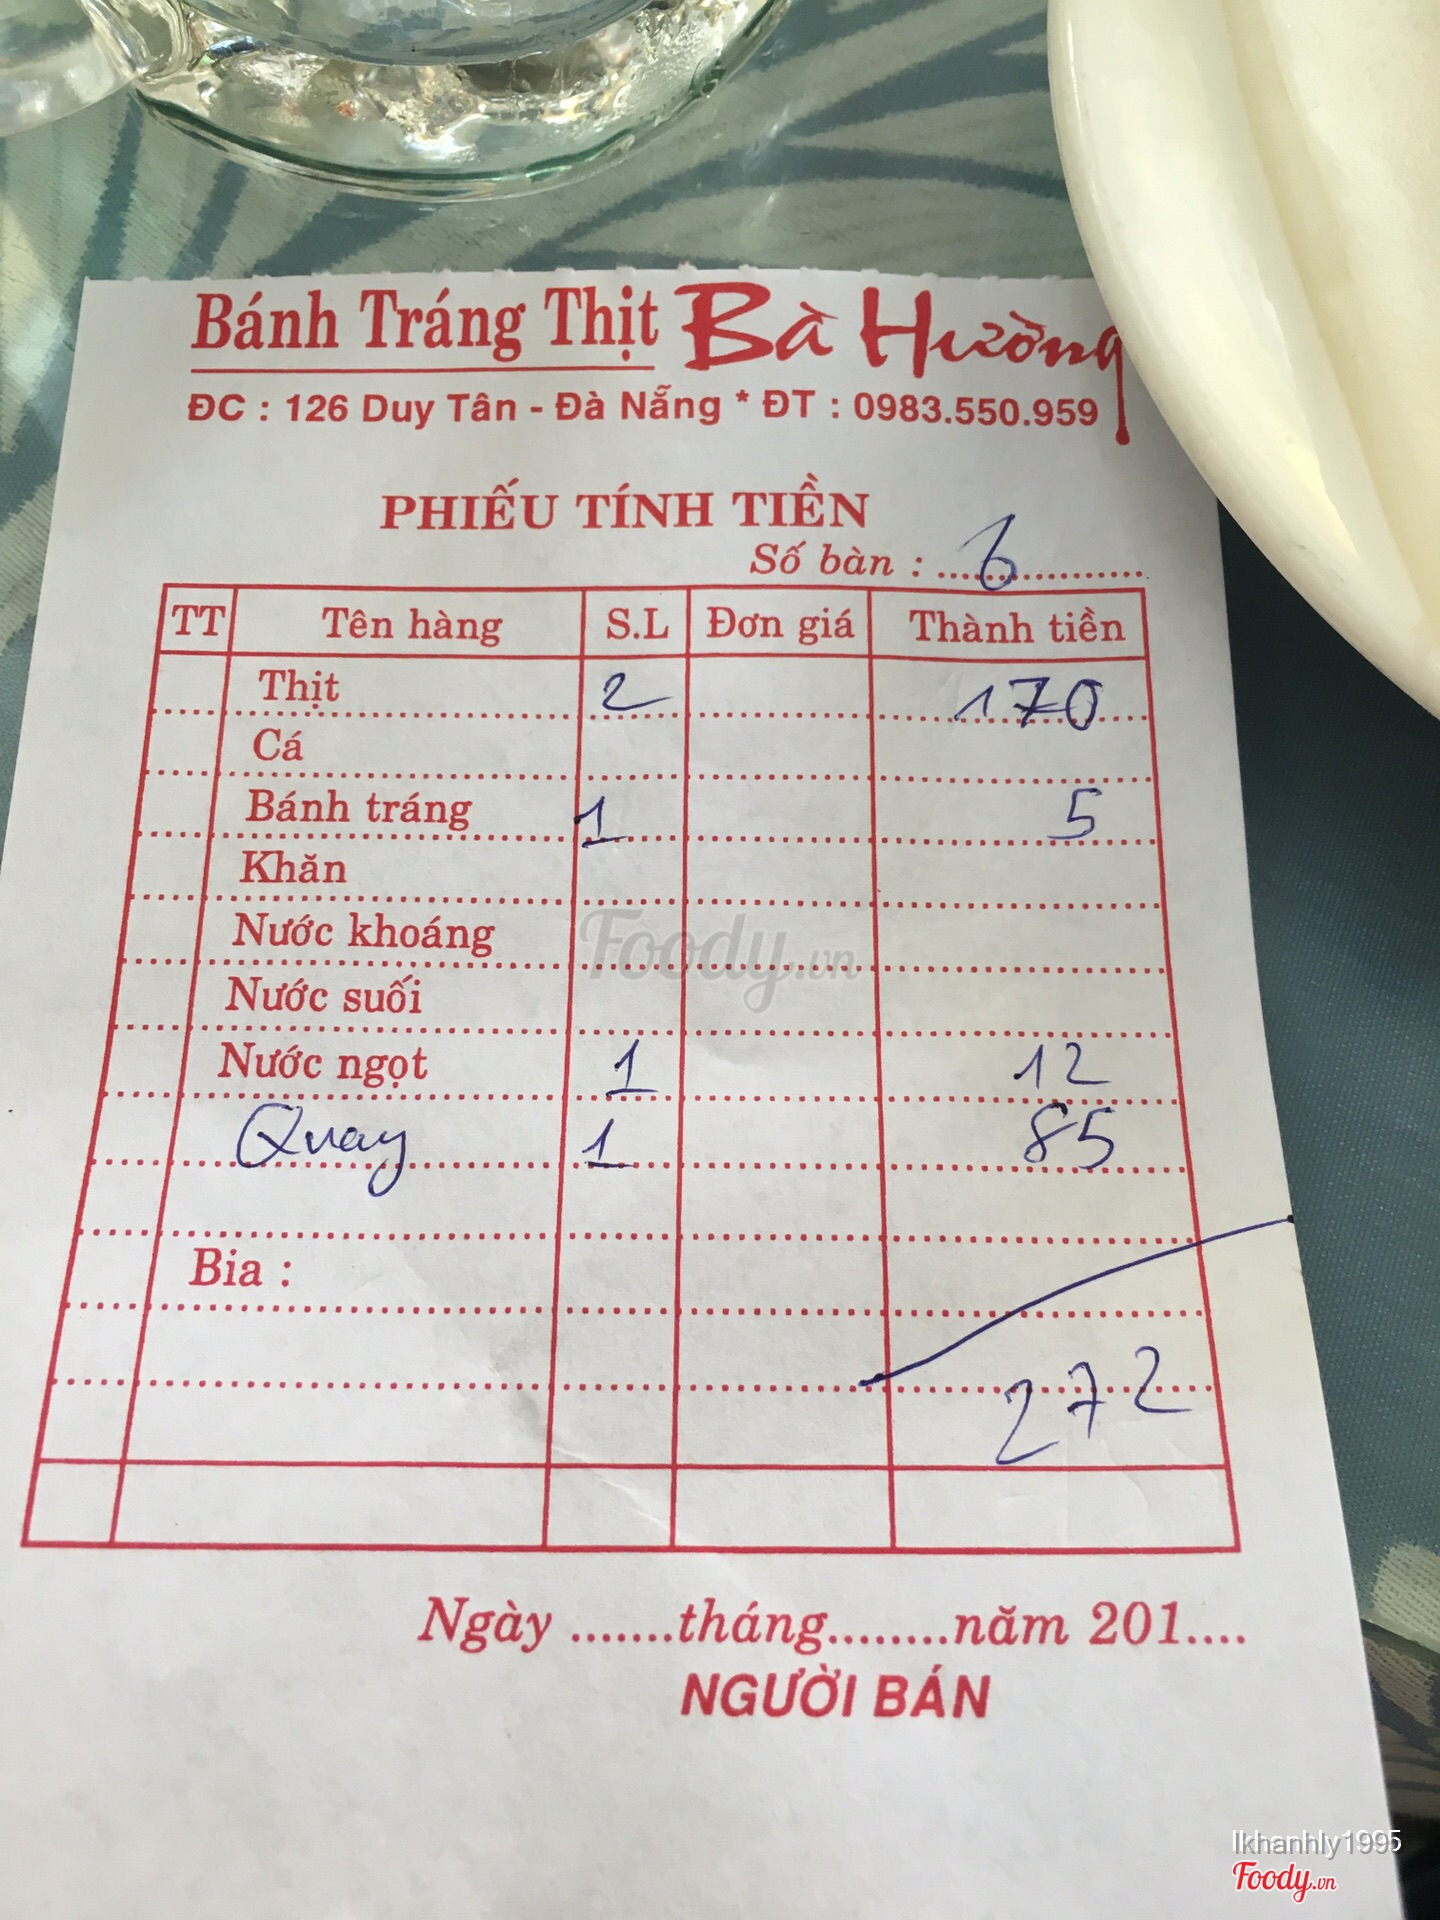 Bánh Tráng Thịt Bà Hường
ĐC : 126 Duy Tân - Đà Nẵng * ĐT : 0983.550.959
PHIẾU TÍNH TIỀN
Số bàn : 6
TT Tên hàng S.L Đơn giá Thành tiền
Thịt 2 170
Cá
Bánh tráng 1 5
Khăn
Nước khoáng
Foody.vn
Nước suối
Nước ngọt 1 12
Quay 1 85
Bia :
272
Ngày .......tháng........năm 201....
NGƯỜI BÁN
lkhanhly1995
Foody.vn